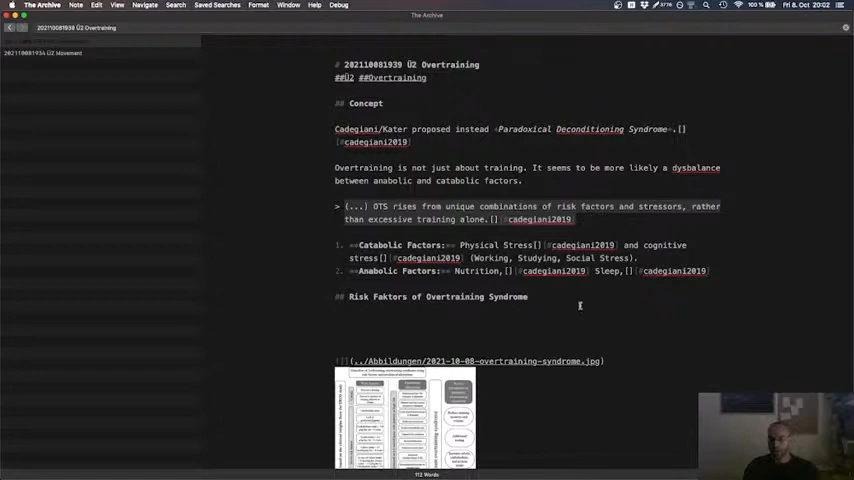 The Archive Note Edit View Navigate Search Saved Searches Format Window Help Debug
3776 100 % Fr 8. Oct 20:02
The Archive
202110081939 Ü2 Overtraining
202110081934 ÜZ Movement
# 202110081939 Ü2 Overtraining
##Ü2 ##Overtraining
## Concept
Cadegiani/Kater proposed instead *Paradoxical Deconditioning Syndrome*.[]
[#cadegiani2019]
Overtraining is not just about training. It seems to be more likely a dysbalance
between anabolic and catabolic factors.
> (...) OTS rises from unique combinations of risk factors and stressors, rather
than excessive training alone.[][#cadegiani2019]
1. **Catabolic Factors:** Physical Stress[][#cadegiani2019] and cognitive
stress[][#cadegiani2019] (Working, Studying, Social Stress).
2. **Anabolic Factors:** Nutrition,[][#cadegiani2019] Sleep,[][#cadegiani2019]
## Risk Faktors of Overtraining Syndrome
![](../Abbildungen/2021-10-08-overtraining-syndrome.jpg)
112 Words